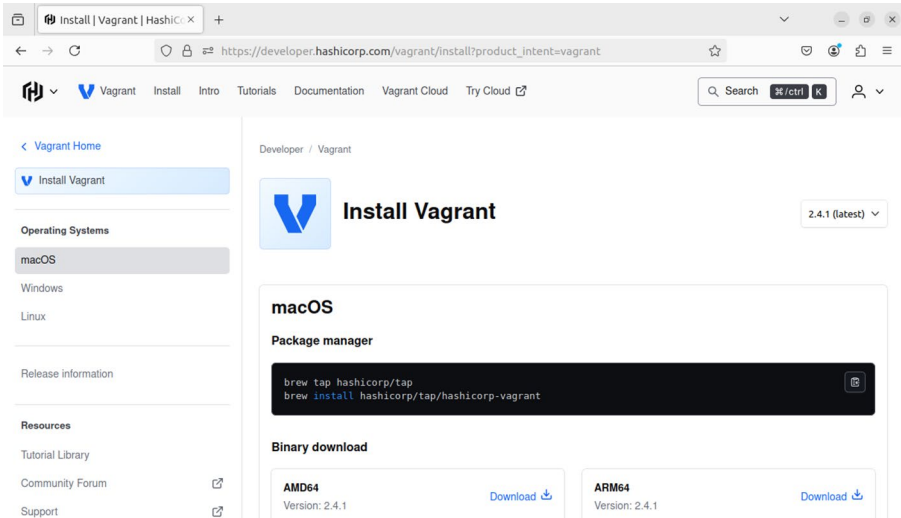 Install | Vagrant | HashiCo
https://developer.hashicorp.com/vagrant/install?product_intent=vagrant
Vagrant Install Intro Tutorials Documentation Vagrant Cloud Try Cloud Search ⌘/ctrl K
Vagrant Home
Install Vagrant
Operating Systems
macOS
Windows
Linux
Release information
Resources
Tutorial Library
Community Forum
Support
Developer / Vagrant
Install Vagrant
2.4.1 (latest)
macOS
Package manager
brew tap hashicorp/tap
brew install hashicorp/tap/hashicorp-vagrant
Binary download
AMD64
Version: 2.4.1
Download
ARM64
Version: 2.4.1
Download